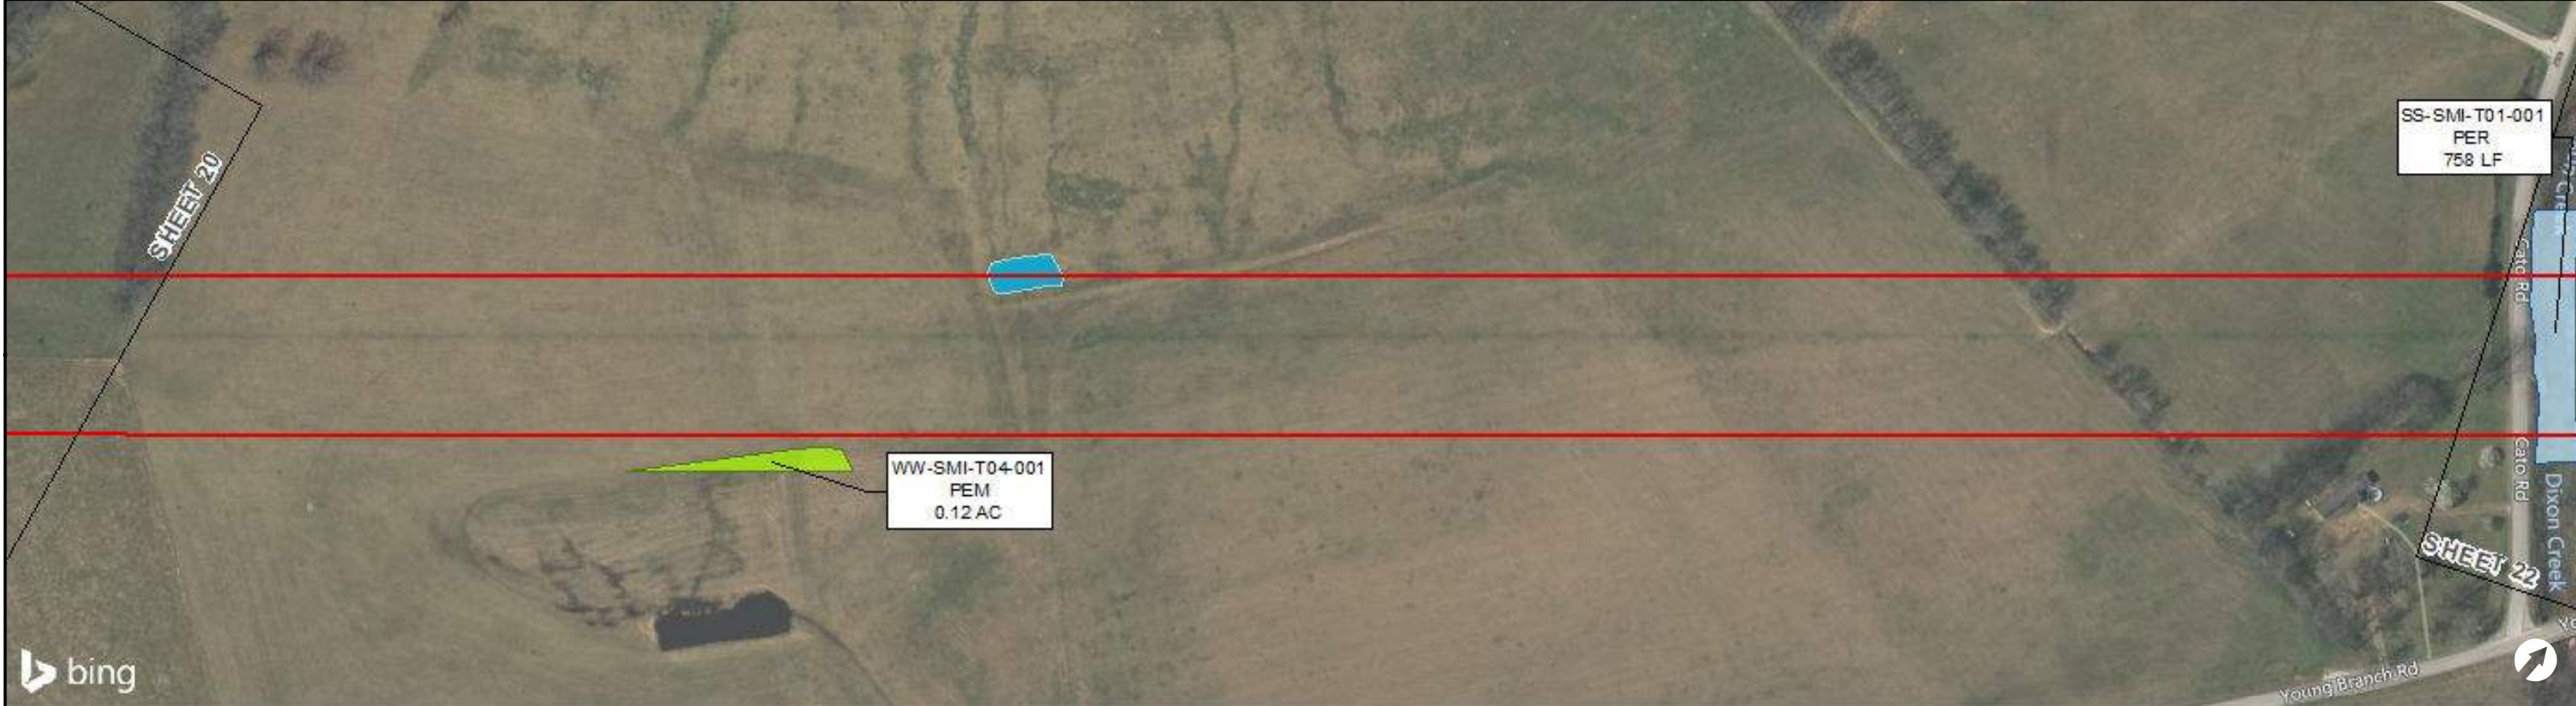 SHEET 20
SS-SMI-T01-001
PER
758 LF
Cato Rd
WW-SMI-T04-001
PEM
0.12 AC
Cato Rd
Dixon Creek
SHEET 22
Young Branch Rd
bing